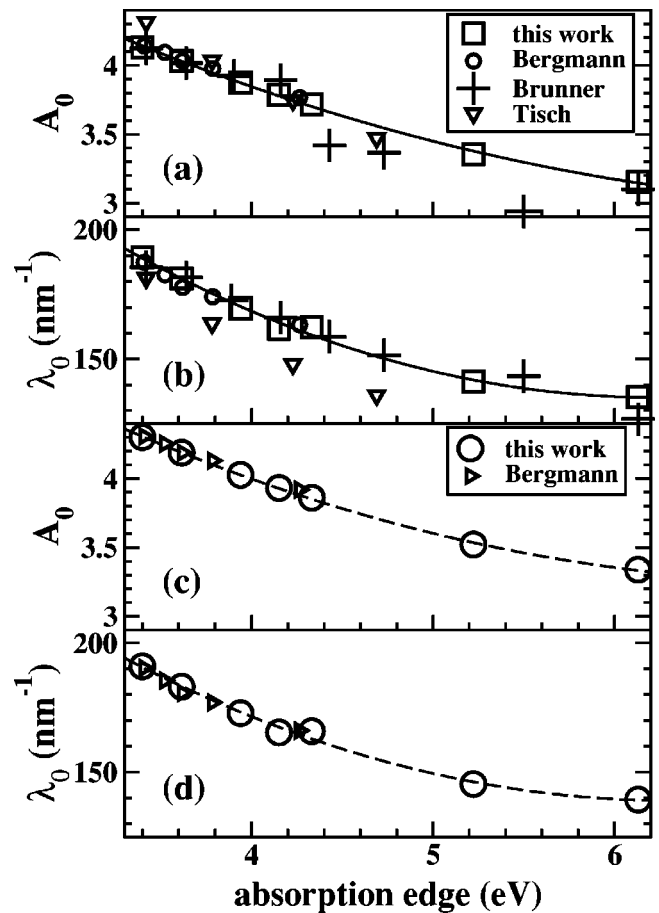 4
3.5
3
A0
(a)
this work
Bergmann
Brunner
Tisch
200
150
λ0 (nm-1)
(b)
4
3.5
3
A0
(c)
this work
Bergmann
200
150
λ0 (nm-1)
(d)
4 5 6
absorption edge (eV)